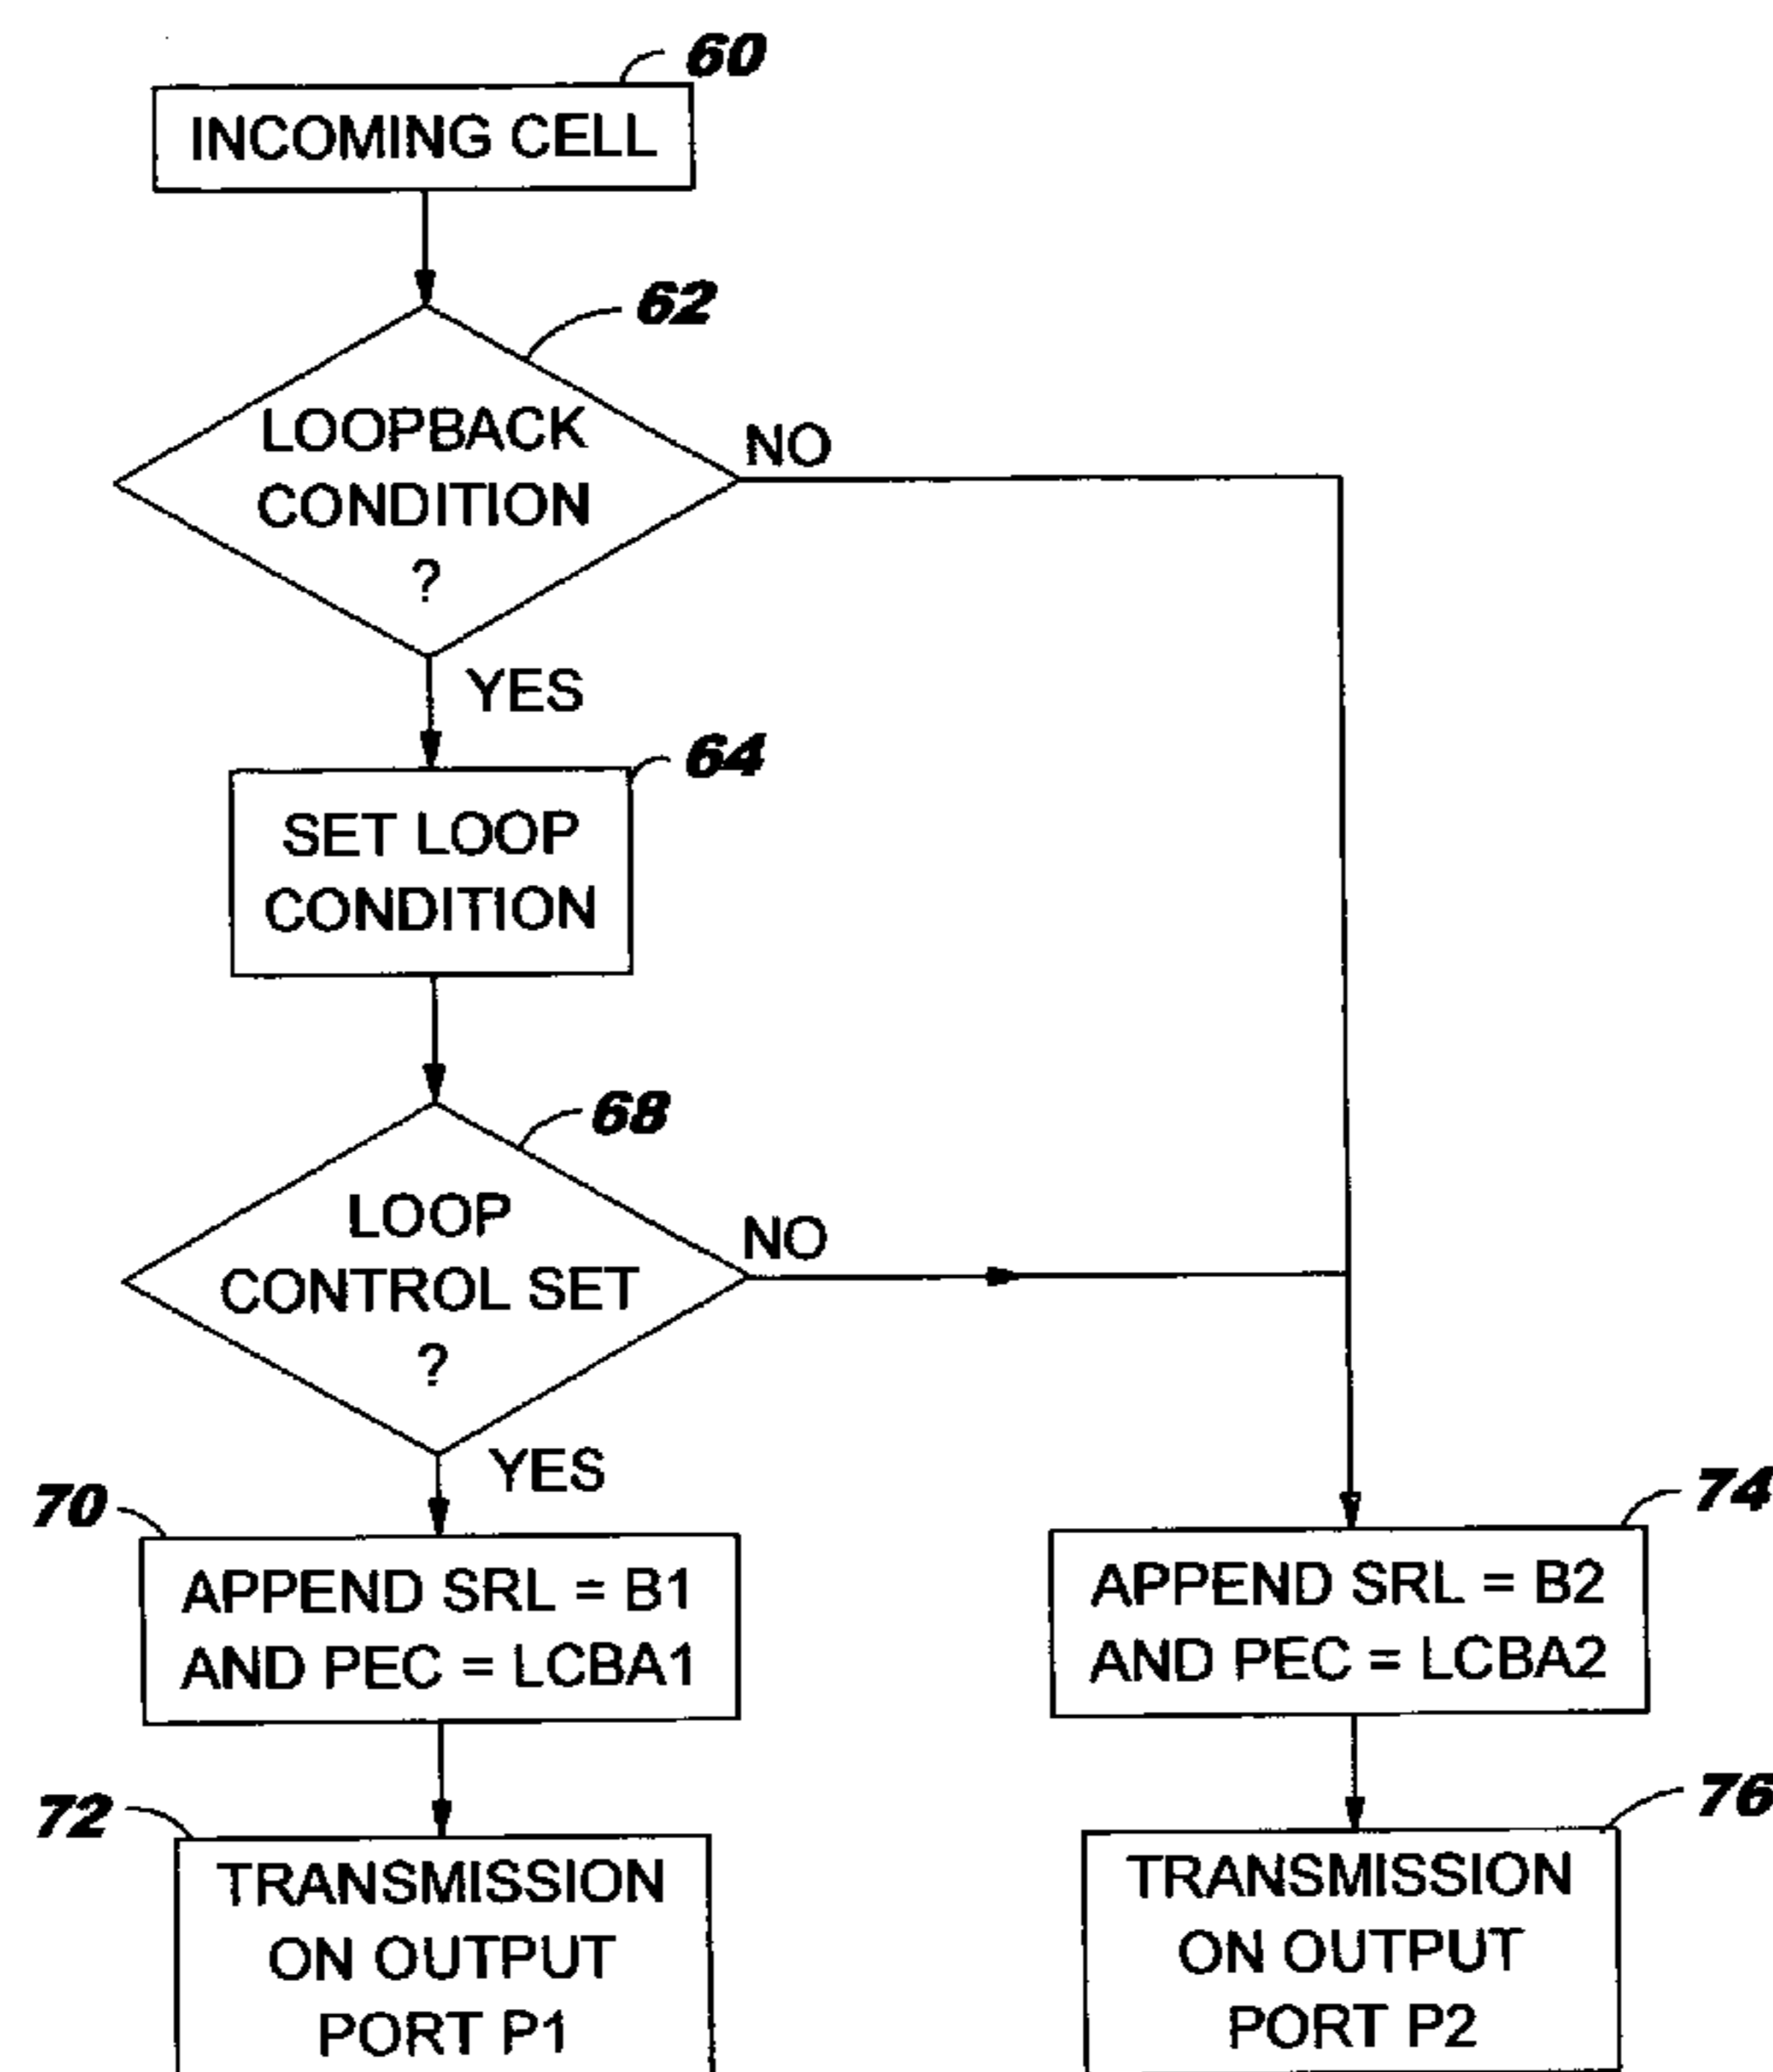 60
INCOMING CELL
62
LOOPBACK
CONDITION
?
NO
YES
64
SET LOOP
CONDITION
68
LOOP
CONTROL SET
?
NO
YES
70
APPEND SRL = B1
AND PEC = LCBA1
74
APPEND SRL = B2
AND PEC = LCBA2
72
TRANSMISSION
ON OUTPUT
PORT P1
76
TRANSMISSION
ON OUTPUT
PORT P2